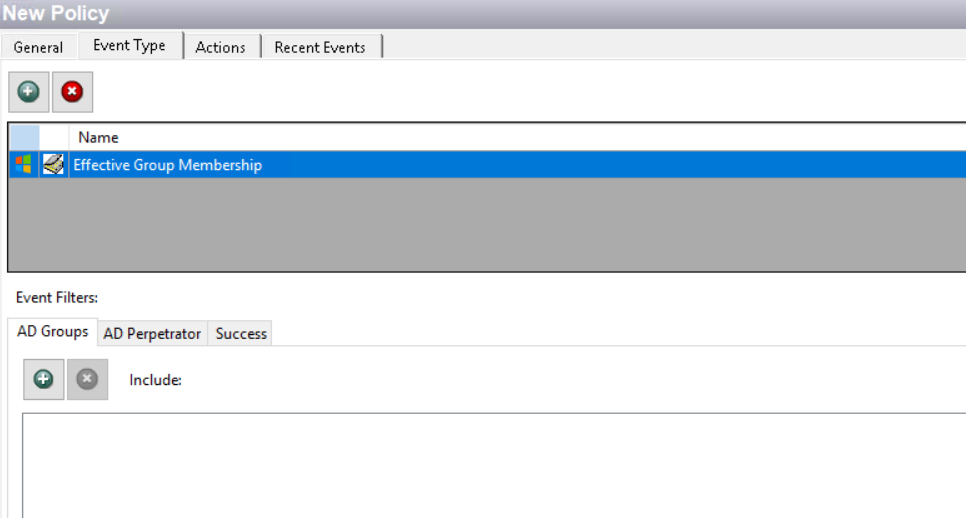 New Policy
General Event Type Actions Recent Events
Name
Effective Group Membership
Event Filters:
AD Groups AD Perpetrator Success
Include: